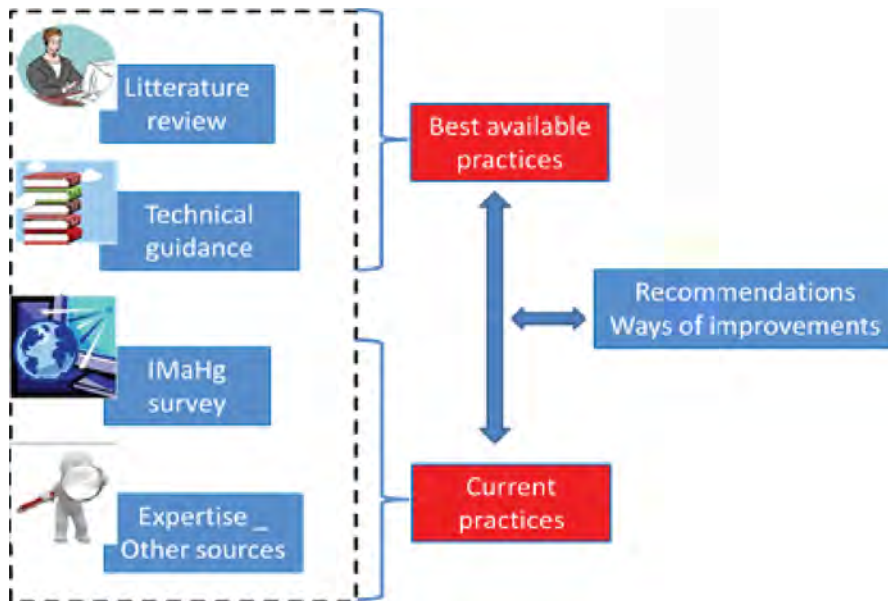 Litterature
review
Best available
practices
Technical
guidance
Recommendations
Ways of improvements
IMaHg
survey
Current
practices
Expertise _
Other sources